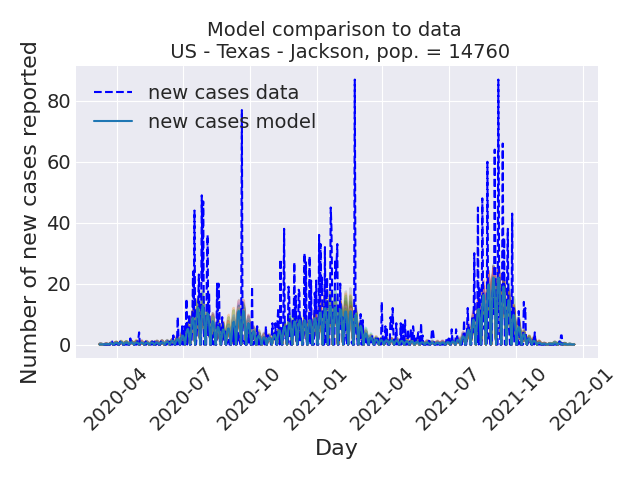 Model comparison to data
US - Texas - Jackson, pop. = 14760
Number of new cases reported
new cases data
new cases model
80
60
40
20
0
2020-04
2020-07
2020-10
2021-01
2021-04
2021-07
2021-10
2022-01
Day